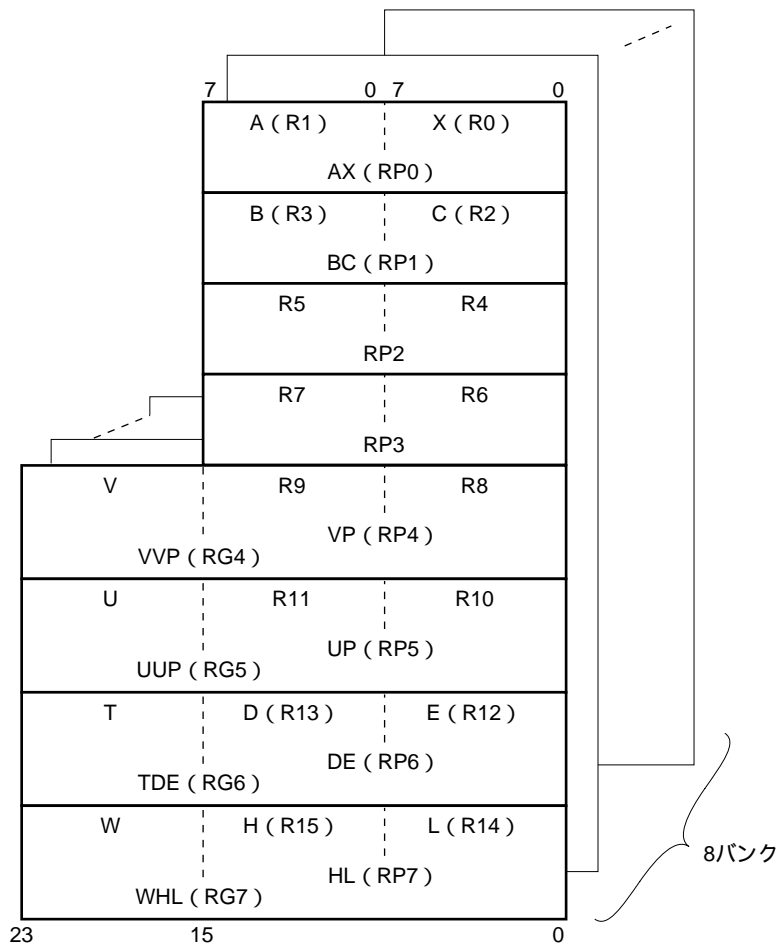 7 0 7 0
A（R1） X（R0）
AX（RP0）
B（R3） C（R2）
BC（RP1）
R5 R4
RP2
R7 R6
RP3
V R9 R8
VP（RP4）
VVP（RG4）
U R11 R10
UP（RP5）
UUP（RG5）
T D（R13） E（R12）
DE（RP6）
TDE（RG6）
W H（R15） L（R14）
HL（RP7）
WHL（RG7）
8バンク
23 15 0